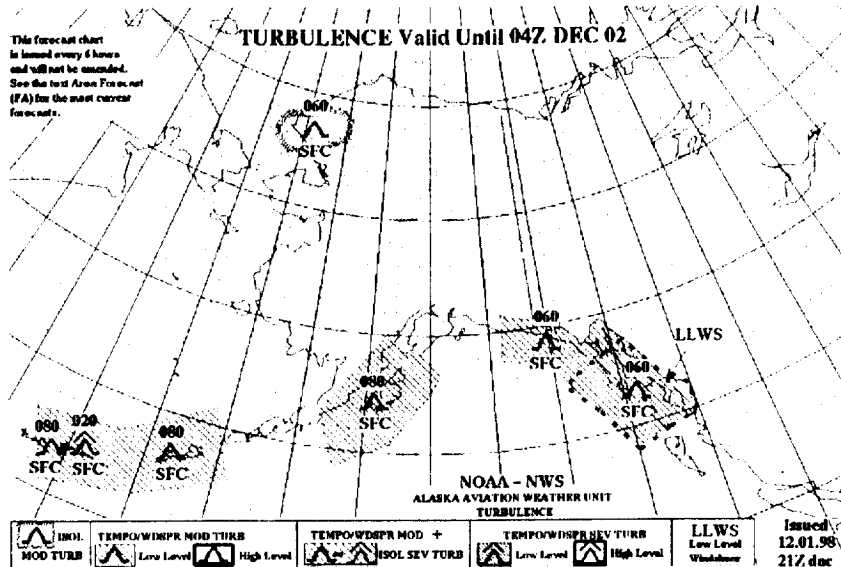 TURBULENCE Valid Until 04Z DEC 02
This forecast chart
is issued every 6 hours
and will not be amended.
See the text Area Forecast
(FA) for the most current
forecasts.
060
SFC
060
SFC
LLWS
060
SFC
080
SFC
080
SFC
020
SFC
080
SFC
NOAA - NWS
ALASKA AVIATION WEATHER UNIT
TURBULENCE
ISOL
MOD TURB
TEMPO/WDSPR MOD TURB
Low Level
High Level
TEMPO/WDSPR MOD +
ISOL SEV TURB
TEMPO/WDSPR SEV TURB
Low Level
High Level
LLWS
Low Level
Windshear
Issued
12.01.98
21Z dnc